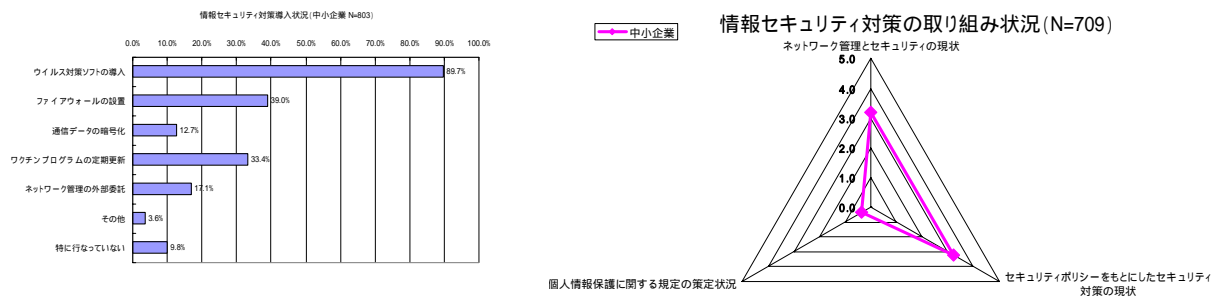 情報セキュリティ対策導入状況(中小企業 N=803)
0.0% 10.0% 20.0% 30.0% 40.0% 50.0% 60.0% 70.0% 80.0% 90.0% 100.0%
ウイルス対策ソフトの導入 89.7%
ファイアウォールの設置 39.0%
通信データの暗号化 12.7%
ワクチンプログラムの定期更新 33.4%
ネットワーク管理の外部委託 17.1%
その他 3.6%
特に行なっていない 9.8%
中小企業
情報セキュリティ対策の取り組み状況(N=709)
ネットワーク管理とセキュリティの現状
5.0
4.0
3.0
2.0
1.0
0.0
個人情報保護に関する規定の策定状況
セキュリティポリシーをもとにしたセキュリティ
対策の現状